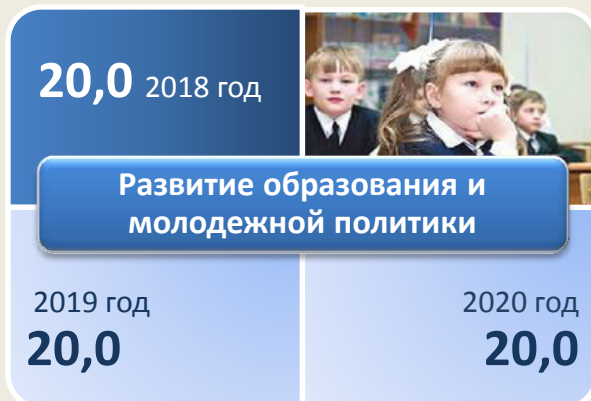 20,0 2018 год
Развитие образования и
молодежной политики
2019 год
20,0
2020 год
20,0